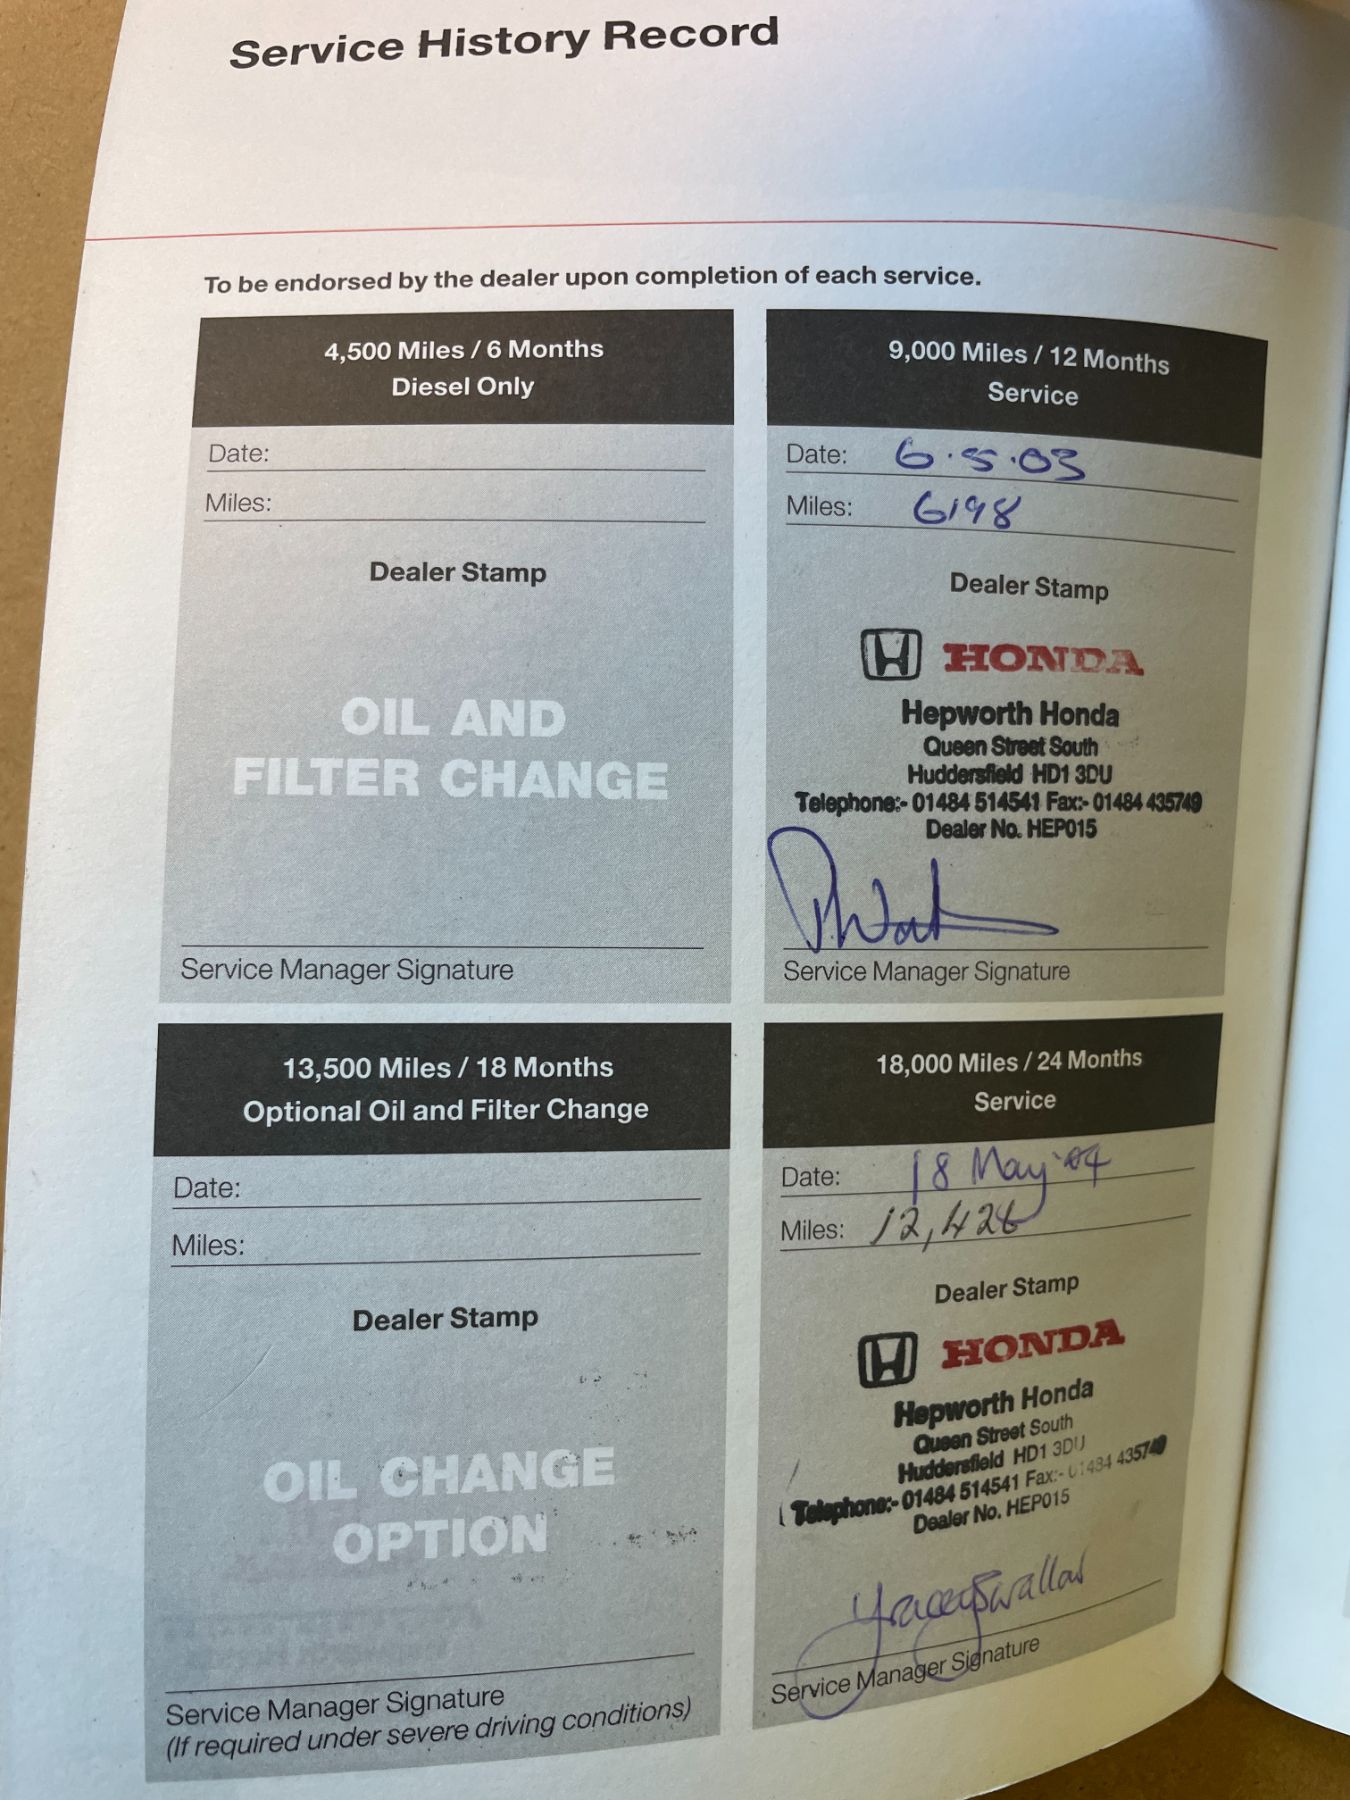 Service History Record
To be endorsed by the dealer upon completion of each service.
4,500 Miles / 6 Months
Diesel Only
Date:
Miles:
Dealer Stamp
OIL AND
FILTER CHANGE
Service Manager Signature
9,000 Miles / 12 Months
Service
Date: 6.5.03
Miles: 6198
Dealer Stamp
HONDA
Hepworth Honda
Queen Street South
Huddersfield HD1 3DU
Telephone:- 01484 514541 Fax:- 01484 435749
Dealer No. HEP015
Service Manager Signature
13,500 Miles / 18 Months
Optional Oil and Filter Change
Date:
Miles:
Dealer Stamp
OIL CHANGE
OPTION
Service Manager Signature
(If required under severe driving conditions)
18,000 Miles / 24 Months
Service
Date: 18 May '04
Miles: 12,426
Dealer Stamp
HONDA
Hepworth Honda
Queen Street South
Huddersfield HD1 3DU
Telephone:- 01484 514541 Fax:- 01484 435749
Dealer No. HEP015
Service Manager Signature